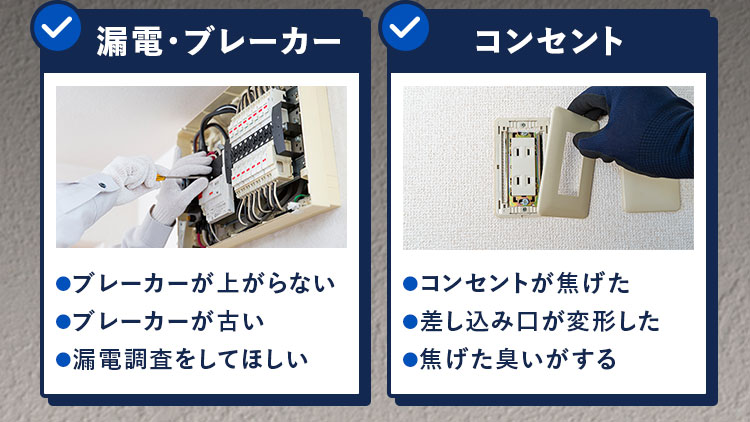 漏電・ブレーカー
●ブレーカーが上がらない
●ブレーカーが古い
●漏電調査をしてほしい
コンセント
●コンセントが焦げた
●差し込み口が変形した
●焦げた臭いがする